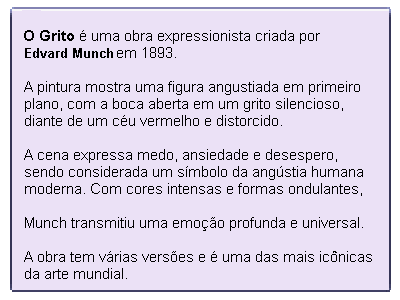 O Grito é uma obra expressionista criada por
Edvard Munch em 1893.
A pintura mostra uma figura angustiada em primeiro
plano, com a boca aberta em um grito silencioso,
diante de um céu vermelho e distorcido.
A cena expressa medo, ansiedade e desespero,
sendo considerada um símbolo da angústia humana
moderna. Com cores intensas e formas ondulantes,
Munch transmitiu uma emoção profunda e universal.
A obra tem várias versões e é uma das mais icônicas
da arte mundial.